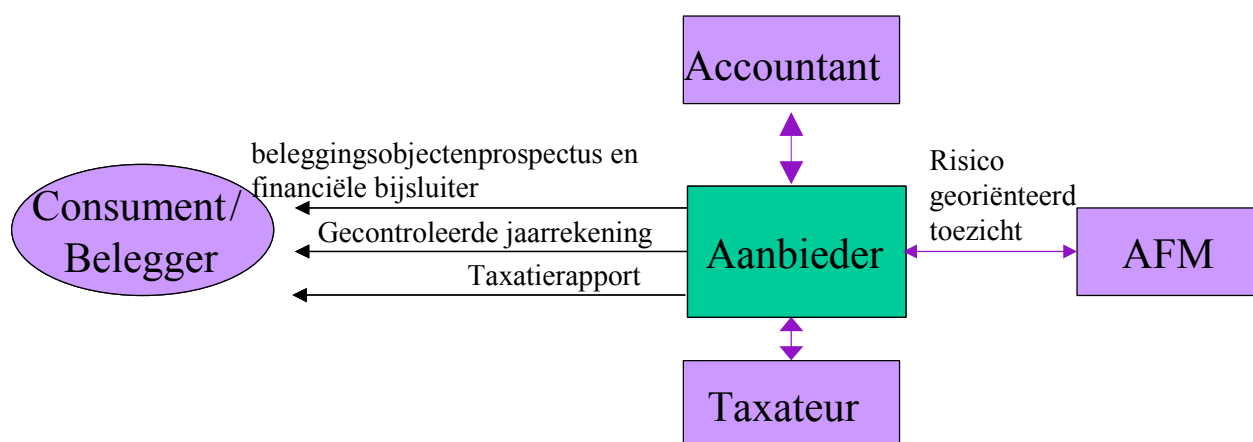 Accountant
beleggingsobjectenprospectus en
financiële bijsluiter
Risico
georiënteerd
toezicht
Consument/
Belegger
Gecontroleerde jaarrekening
Aanbieder
AFM
Taxatierapport
Taxateur